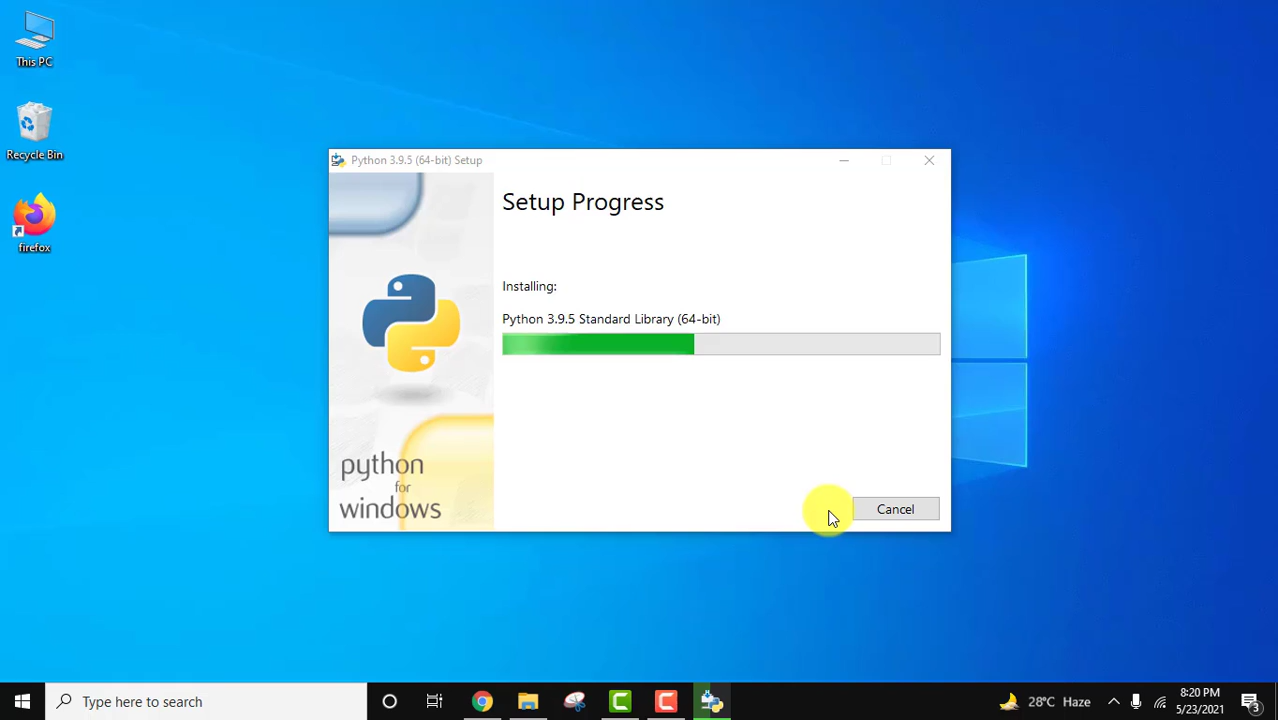 This PC
Recycle Bin
firefox
Python 3.9.5 (64-bit) Setup
Setup Progress
Installing:
Python 3.9.5 Standard Library (64-bit)
python
for
windows
Cancel
Type here to search
28°C Haze
8:20 PM
5/23/2021
3